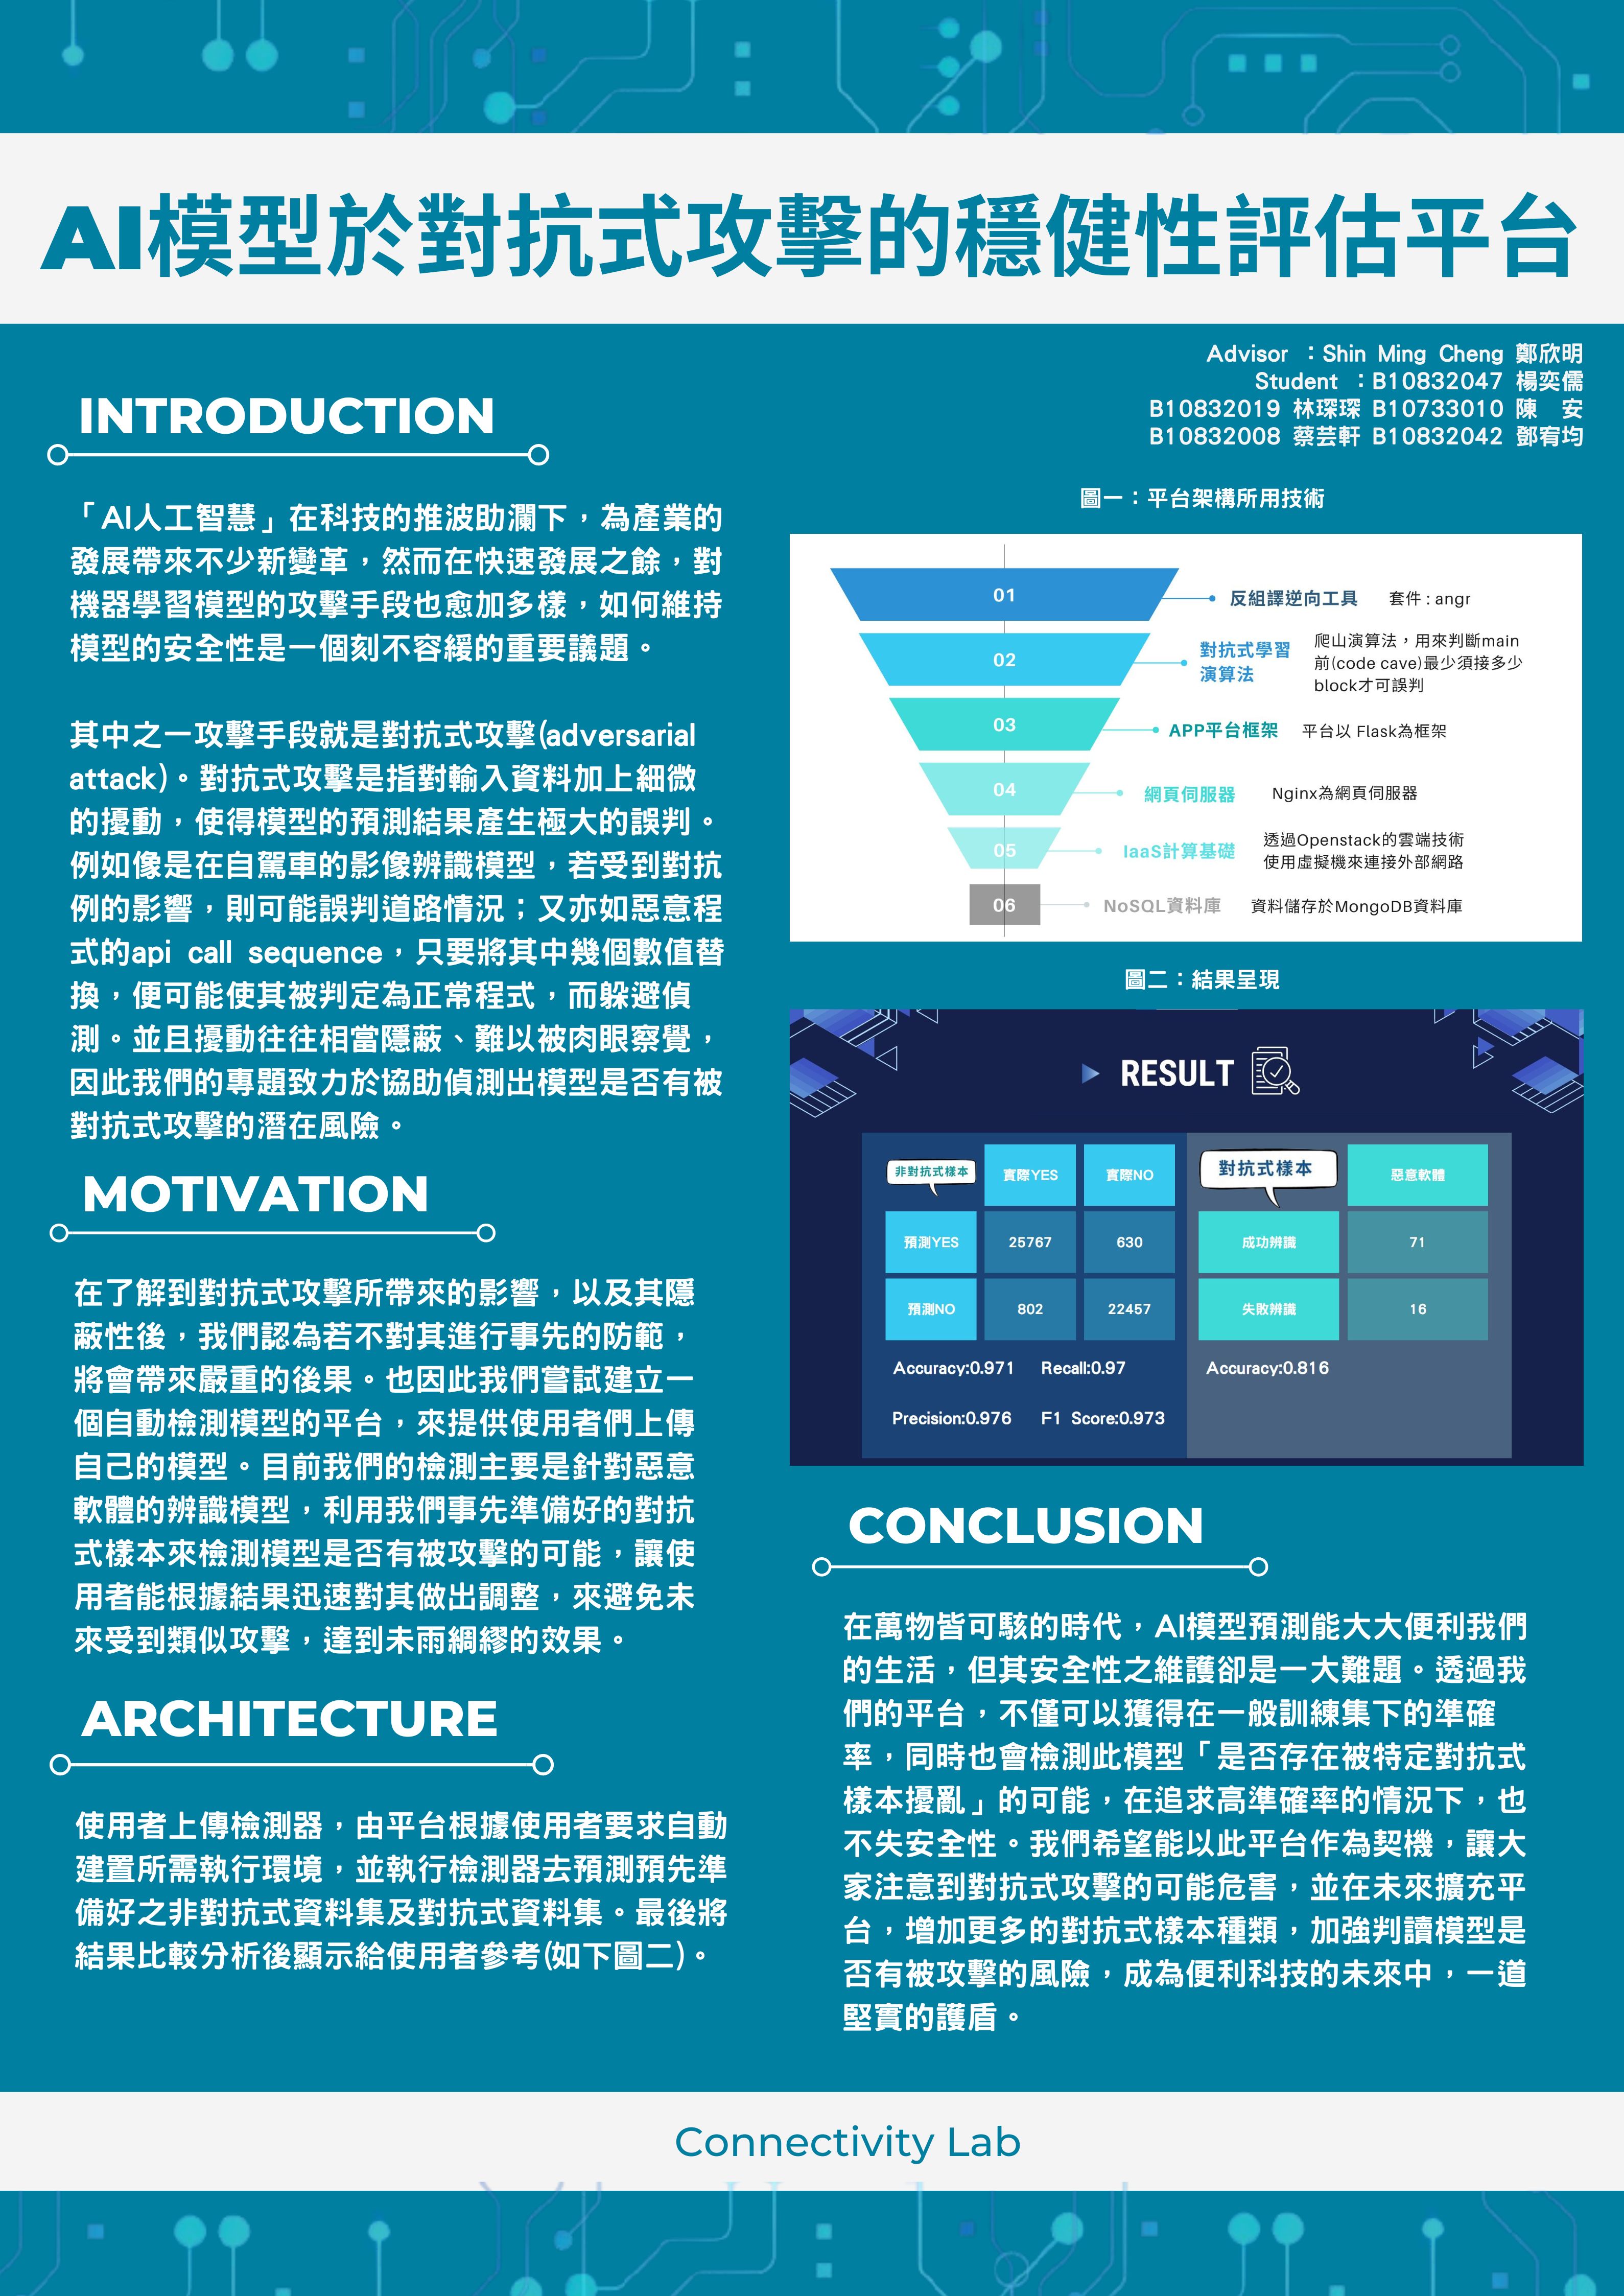 AI模型於對抗式攻擊的穩健性評估平台
Advisor ：Shin Ming Cheng 鄭欣明
Student ：B10832047 楊奕儒
B10832019 林琛琛 B10733010 陳　安
B10832008 蔡芸軒 B10832042 鄧宥均
INTRODUCTION
「AI人工智慧」在科技的推波助瀾下，為產業的
發展帶來不少新變革，然而在快速發展之餘，對
機器學習模型的攻擊手段也愈加多樣，如何維持
模型的安全性是一個刻不容緩的重要議題。
其中之一攻擊手段就是對抗式攻擊(adversarial
attack)。對抗式攻擊是指對輸入資料加上細微
的擾動，使得模型的預測結果產生極大的誤判。
例如像是在自駕車的影像辨識模型，若受到對抗
例的影響，則可能誤判道路情況；又亦如惡意程
式的api call sequence，只要將其中幾個數值替
換，便可能使其被判定為正常程式，而躲避偵
測。並且擾動往往相當隱蔽、難以被肉眼察覺，
因此我們的專題致力於協助偵測出模型是否有被
對抗式攻擊的潛在風險。
MOTIVATION
在了解到對抗式攻擊所帶來的影響，以及其隱
蔽性後，我們認為若不對其進行事先的防範，
將會帶來嚴重的後果。也因此我們嘗試建立一
個自動檢測模型的平台，來提供使用者們上傳
自己的模型。目前我們的檢測主要是針對惡意
軟體的辨識模型，利用我們事先準備好的對抗
式樣本來檢測模型是否有被攻擊的可能，讓使
用者能根據結果迅速對其做出調整，來避免未
來受到類似攻擊，達到未雨綢繆的效果。
ARCHITECTURE
使用者上傳檢測器，由平台根據使用者要求自動
建置所需執行環境，並執行檢測器去預測預先準
備好之非對抗式資料集及對抗式資料集。最後將
結果比較分析後顯示給使用者參考(如下圖二)。
圖一：平台架構所用技術
01 反組譯逆向工具 套件 : angr
02 對抗式學習
演算法
爬山演算法，用來判斷main
前(code cave)最少須接多少
block才可誤判
03 APP平台框架 平台以 Flask為框架
04 網頁伺服器 Nginx為網頁伺服器
05 IaaS計算基礎
透過Openstack的雲端技術
使用虛擬機來連接外部網路
06 NoSQL資料庫 資料儲存於MongoDB資料庫
圖二：結果呈現
RESULT
非對抗式樣本 實際YES 實際NO
預測YES 25767 630
預測NO 802 22457
Accuracy:0.971 Recall:0.97
Precision:0.976 F1 Score:0.973
對抗式樣本 惡意軟體
成功辨識 71
失敗辨識 16
Accuracy:0.816
CONCLUSION
在萬物皆可駭的時代，AI模型預測能大大便利我們
的生活，但其安全性之維護卻是一大難題。透過我
們的平台，不僅可以獲得在一般訓練集下的準確
率，同時也會檢測此模型「是否存在被特定對抗式
樣本擾亂」的可能，在追求高準確率的情況下，也
不失安全性。我們希望能以此平台作為契機，讓大
家注意到對抗式攻擊的可能危害，並在未來擴充平
台，增加更多的對抗式樣本種類，加強判讀模型是
否有被攻擊的風險，成為便利科技的未來中，一道
堅實的護盾。
Connectivity Lab